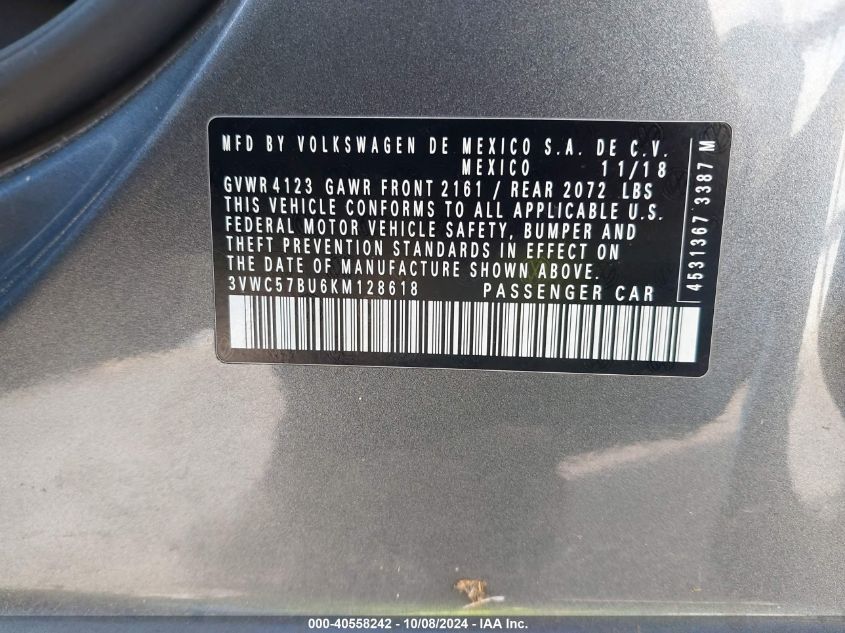 MFD BY VOLKSWAGEN DE MEXICO S.A. DE C.V.
MEXICO 11/18
GVWR 4123 GAWR FRONT 2161 / REAR 2072 LBS
THIS VEHICLE CONFORMS TO ALL APPLICABLE U.S.
FEDERAL MOTOR VEHICLE SAFETY, BUMPER AND
THEFT PREVENTION STANDARDS IN EFFECT ON
THE DATE OF MANUFACTURE SHOWN ABOVE.
3VWC57BU6KM128618 PASSENGER CAR
4531367 3387 M
000-40558242 - 10/08/2024 - IAA Inc.